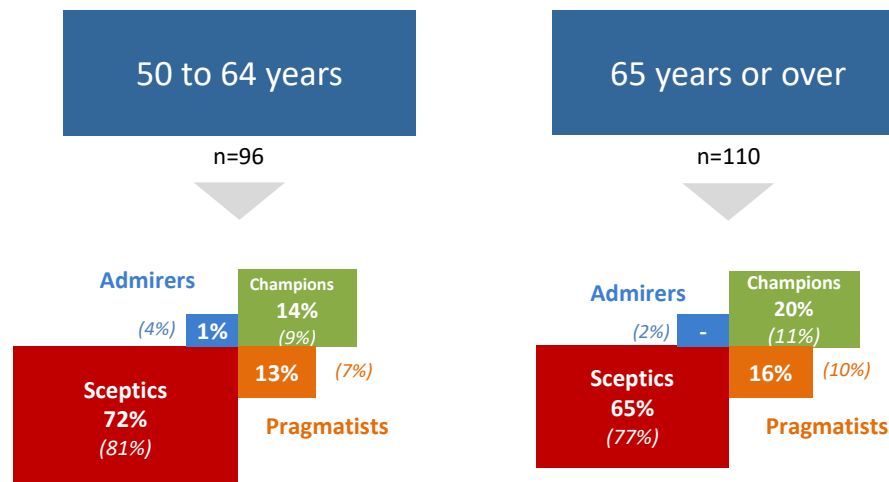 50 to 64 years
n=96
Admirers
Champions
14%
(9%)
(4%)
1%
Sceptics
72%
(81%)
13%
(7%)
Pragmatists
65 years or over
n=110
Admirers
Champions
20%
(11%)
(2%)
-
Sceptics
65%
(77%)
16%
(10%)
Pragmatists